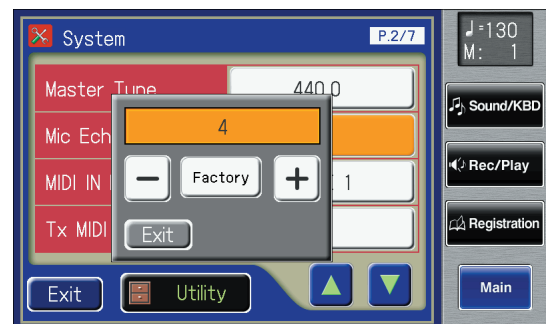 System
P.2/7
♩=130
M: 1
Master Tune
440.0
Mic Ech
4
MIDI IN
1
Tx MIDI
− Factory +
Exit
Exit
Utility
Sound/KBD
Rec/Play
Registration
Main